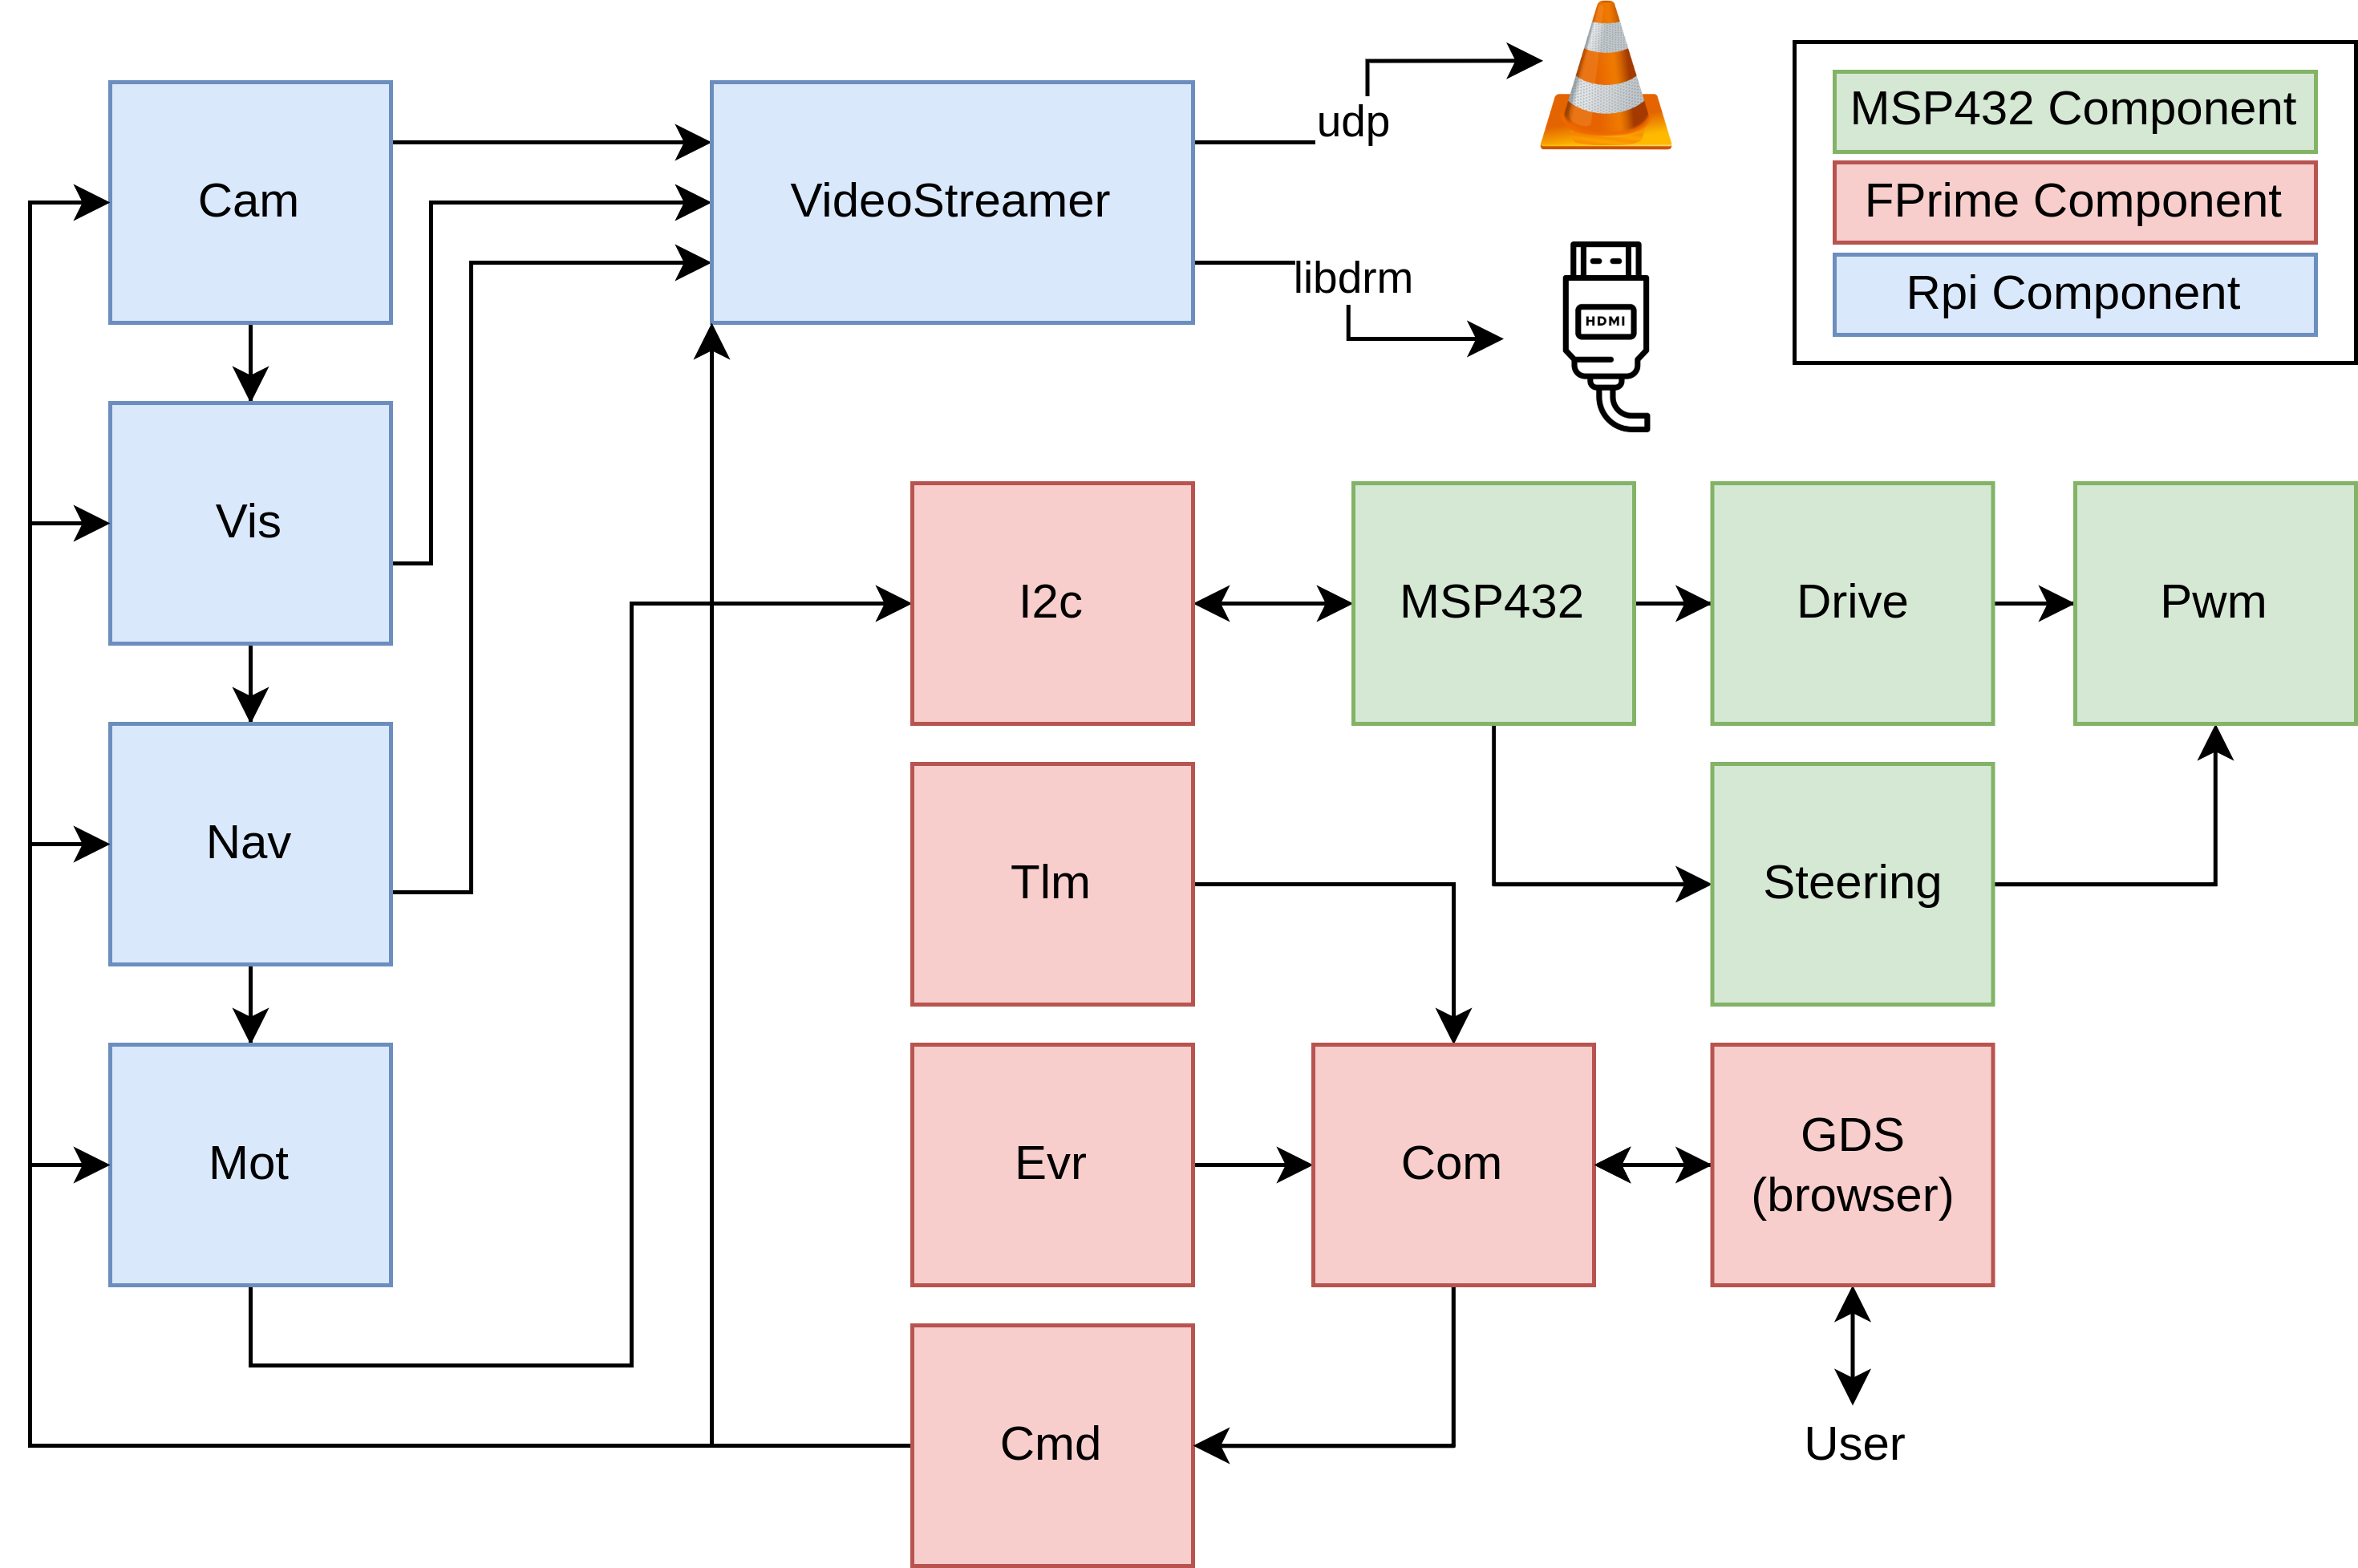 Cam
VideoStreamer
udp
libdrm
HDMI
MSP432 Component
FPrime Component
Rpi Component
Vis
I2c
MSP432
Drive
Pwm
Nav
Tlm
Steering
Mot
Evr
Com
GDS
(browser)
Cmd
User